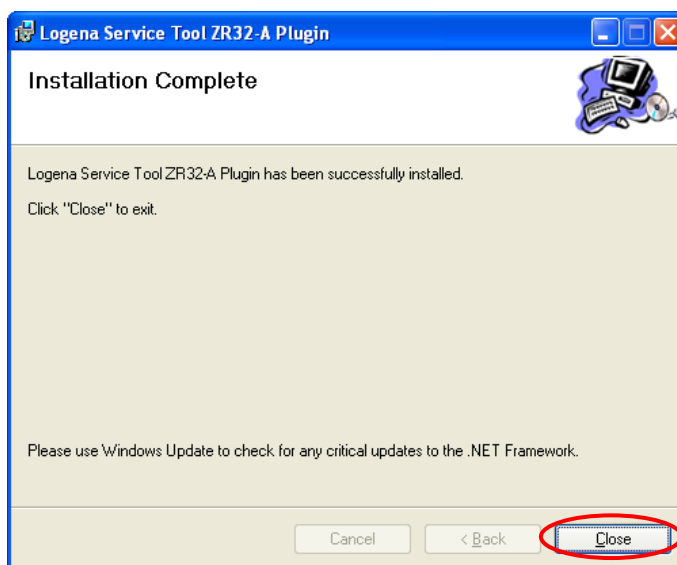 Logena Service Tool ZR32-A Plugin
Installation Complete
Logena Service Tool ZR32-A Plugin has been successfully installed.
Click "Close" to exit.
Please use Windows Update to check for any critical updates to the .NET Framework.
Cancel
< Back
Close